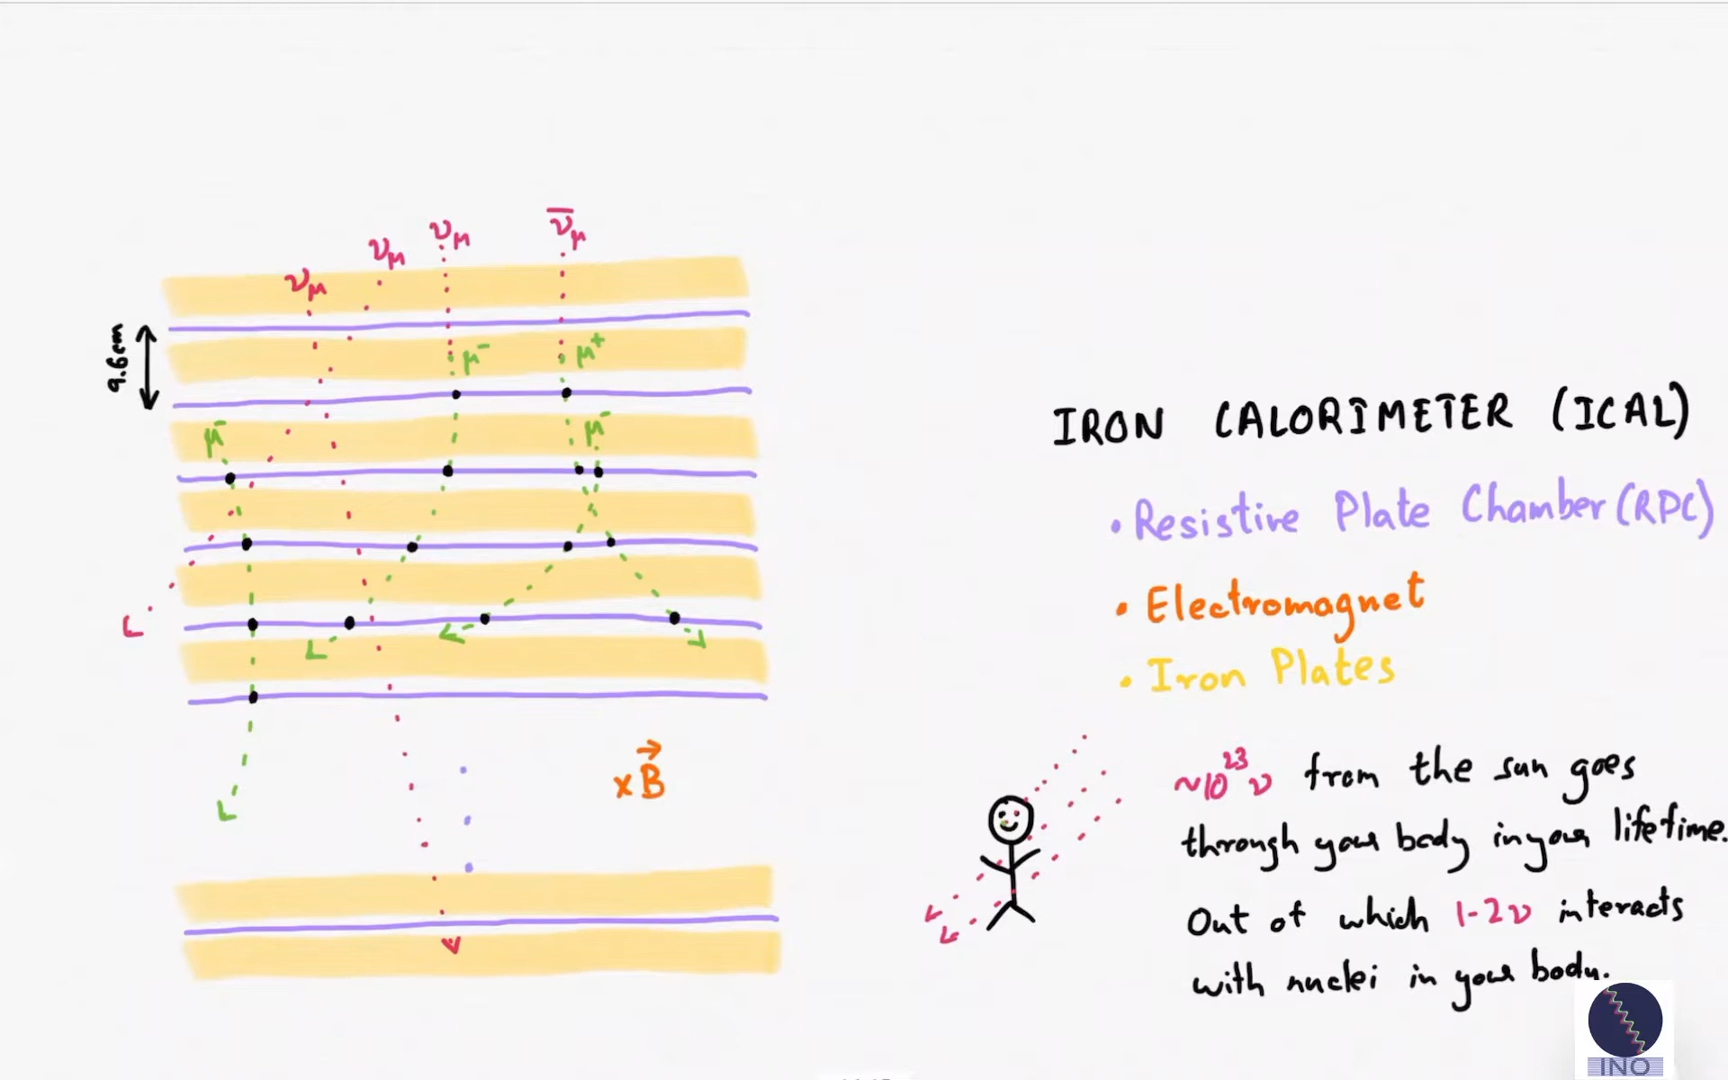 ν̄μ
νμ
νμ
νμ
9.6cm
μ⁻
μ⁺
μ⁻
μ⁻
IRON CALORIMETER (ICAL)
• Resistive Plate Chamber (RPC)
• Electromagnet
• Iron Plates
x B⃗
~10²³ ν from the sun goes
through your body in your lifetime.
Out of which 1-2ν interacts
with nuclei in your body.
INO